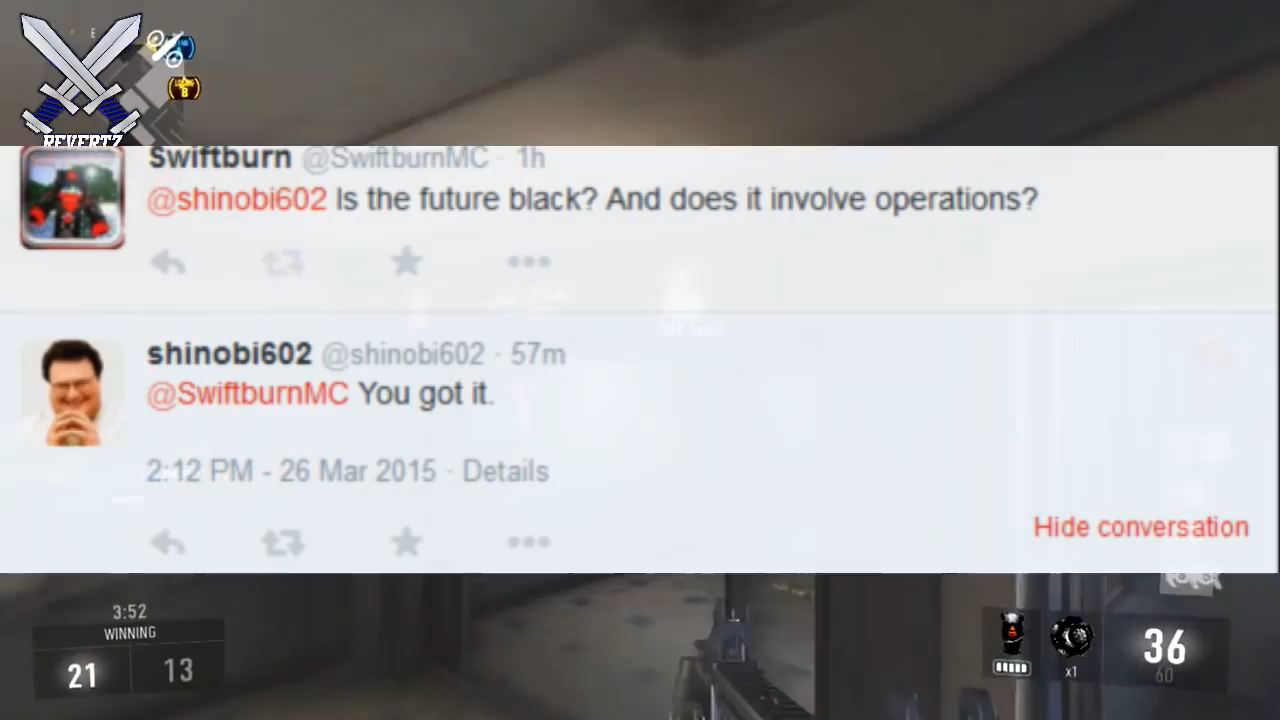 E
B
REVERTZ
Swiftburn @SwiftburnMC · 1h
@shinobi602 Is the future black? And does it involve operations?
shinobi602 @shinobi602 · 57m
@SwiftburnMC You got it.
2:12 PM - 26 Mar 2015 · Details
Hide conversation
3:52
WINNING
21 13
x1
36
60